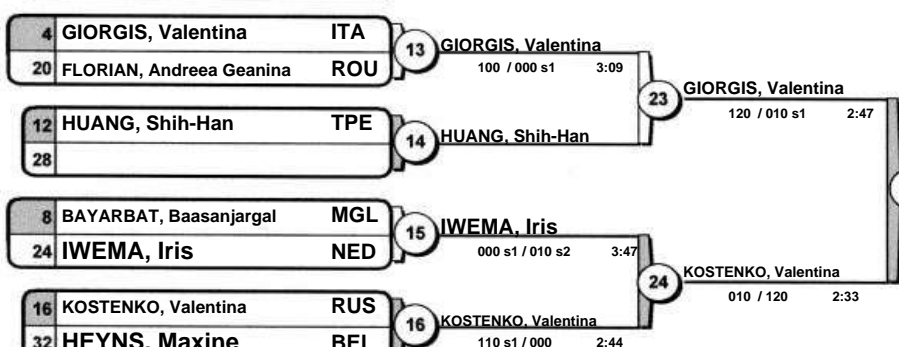 4 GIORGIS, Valentina ITA
20 FLORIAN, Andreea Geanina ROU
13 GIORGIS, Valentina
100 / 000 s1 3:09
12 HUANG, Shih-Han TPE
28
14 HUANG, Shih-Han
23 GIORGIS, Valentina
120 / 010 s1 2:47
8 BAYARBAT, Baasanjargal MGL
24 IWEMA, Iris NED
15 IWEMA, Iris
000 s1 / 010 s2 3:47
16 KOSTENKO, Valentina RUS
32 HEYNS, Maxine BEL
16 KOSTENKO, Valentina
110 s1 / 000 2:44
24 KOSTENKO, Valentina
010 / 120 2:33